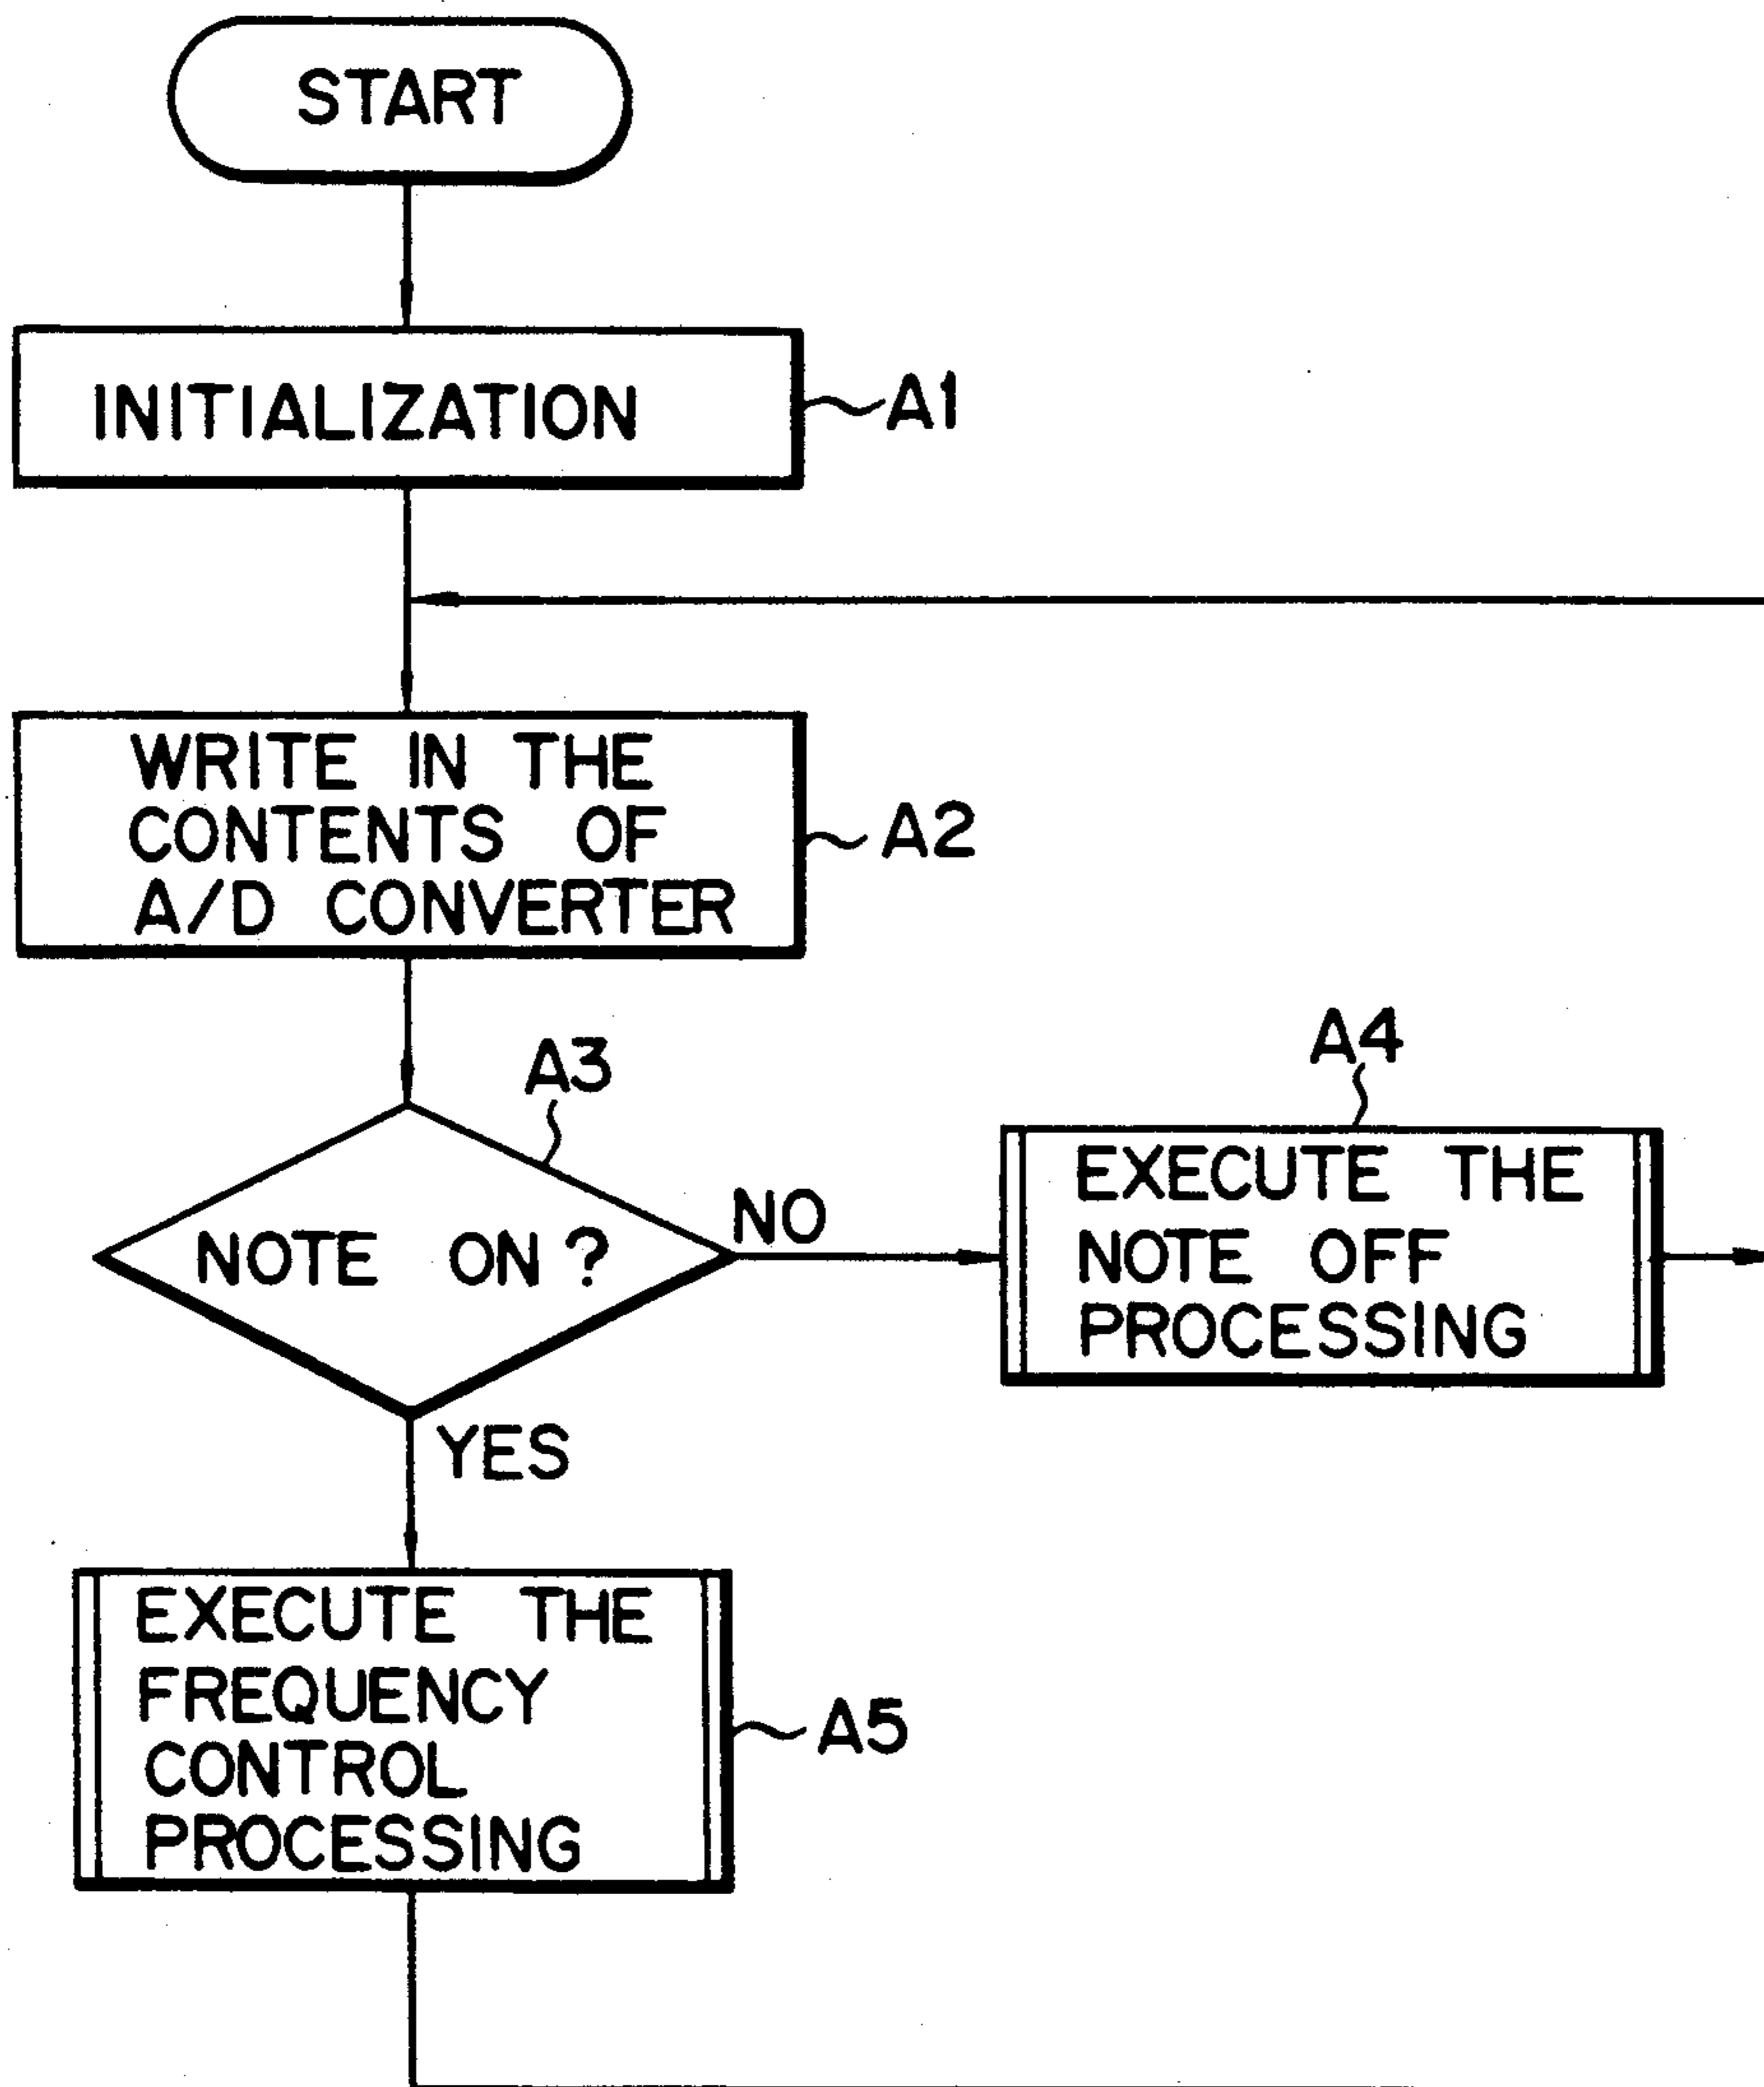 START
INITIALIZATION
A1
WRITE IN THE
CONTENTS OF
A/D CONVERTER
A2
A3
NOTE ON?
NO
A4
EXECUTE THE
NOTE OFF
PROCESSING
YES
EXECUTE THE
FREQUENCY
CONTROL
PROCESSING
A5